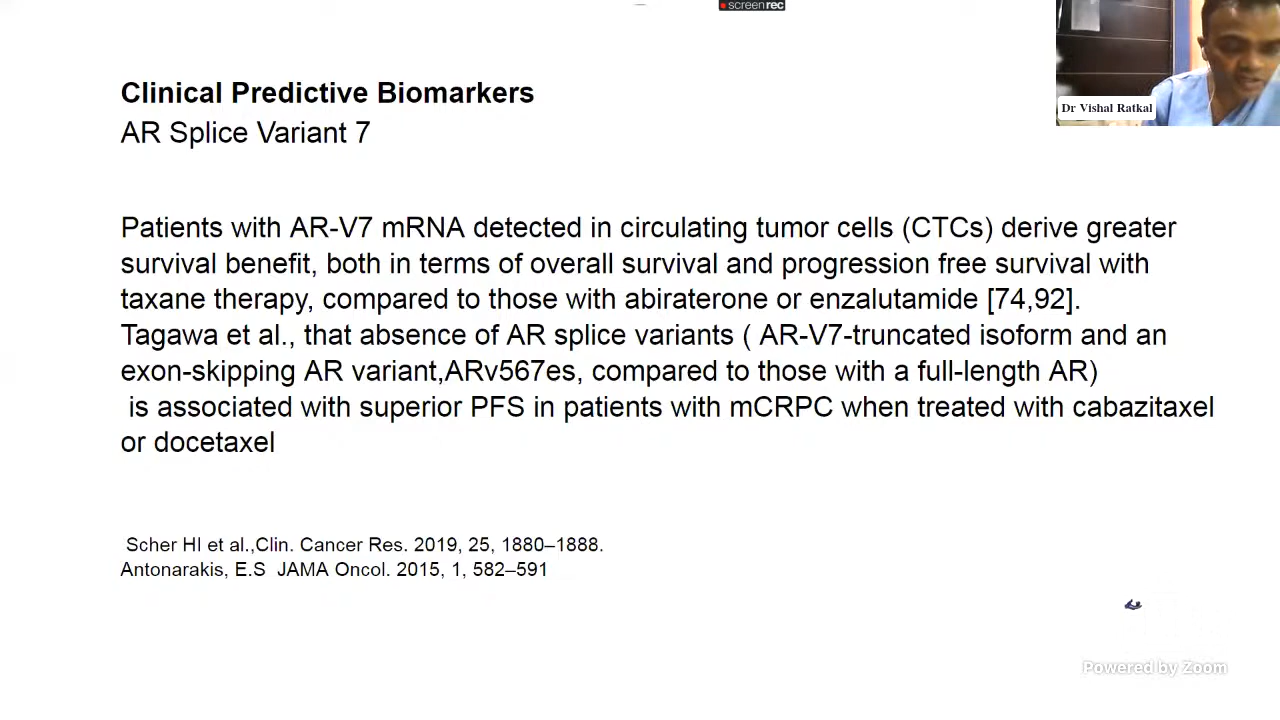 screenrec
Clinical Predictive Biomarkers
AR Splice Variant 7
Dr Vishal Ratkal
Patients with AR-V7 mRNA detected in circulating tumor cells (CTCs) derive greater
survival benefit, both in terms of overall survival and progression free survival with
taxane therapy, compared to those with abiraterone or enzalutamide [74,92].
Tagawa et al., that absence of AR splice variants ( AR-V7-truncated isoform and an
exon-skipping AR variant,ARv567es, compared to those with a full-length AR)
is associated with superior PFS in patients with mCRPC when treated with cabazitaxel
or docetaxel
Scher HI et al.,Clin. Cancer Res. 2019, 25, 1880–1888.
Antonarakis, E.S JAMA Oncol. 2015, 1, 582–591
Powered by Zoom